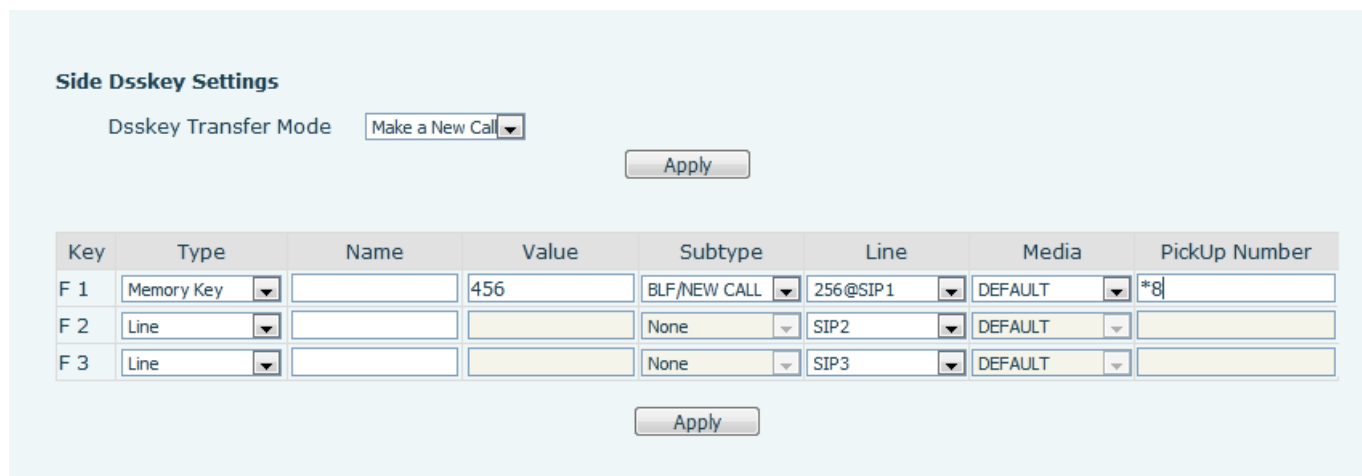 Side Dsskey Settings
Dsskey Transfer Mode Make a New Call
Apply
Key Type Name Value Subtype Line Media PickUp Number
F 1 Memory Key 456 BLF/NEW CALL 256@SIP1 DEFAULT *8
F 2 Line None SIP2 DEFAULT
F 3 Line None SIP3 DEFAULT
Apply